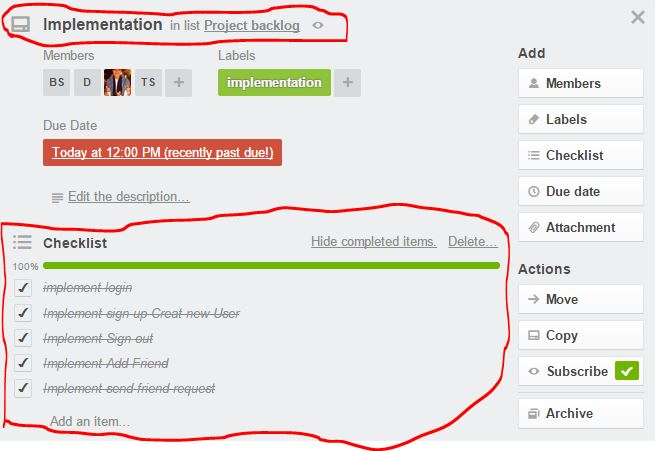 Implementation in list Project backlog
Members
Labels
BS D TS +
implementation +
Due Date
Today at 12:00 PM (recently past due!)
Edit the description...
Checklist
Hide completed items. Delete...
100%
implement login
Implement sign up Creat new User
Implement Sign out
Implement Add Friend
Implement send friend request
Add an item...
Add
Members
Labels
Checklist
Due date
Attachment
Actions
Move
Copy
Subscribe
Archive